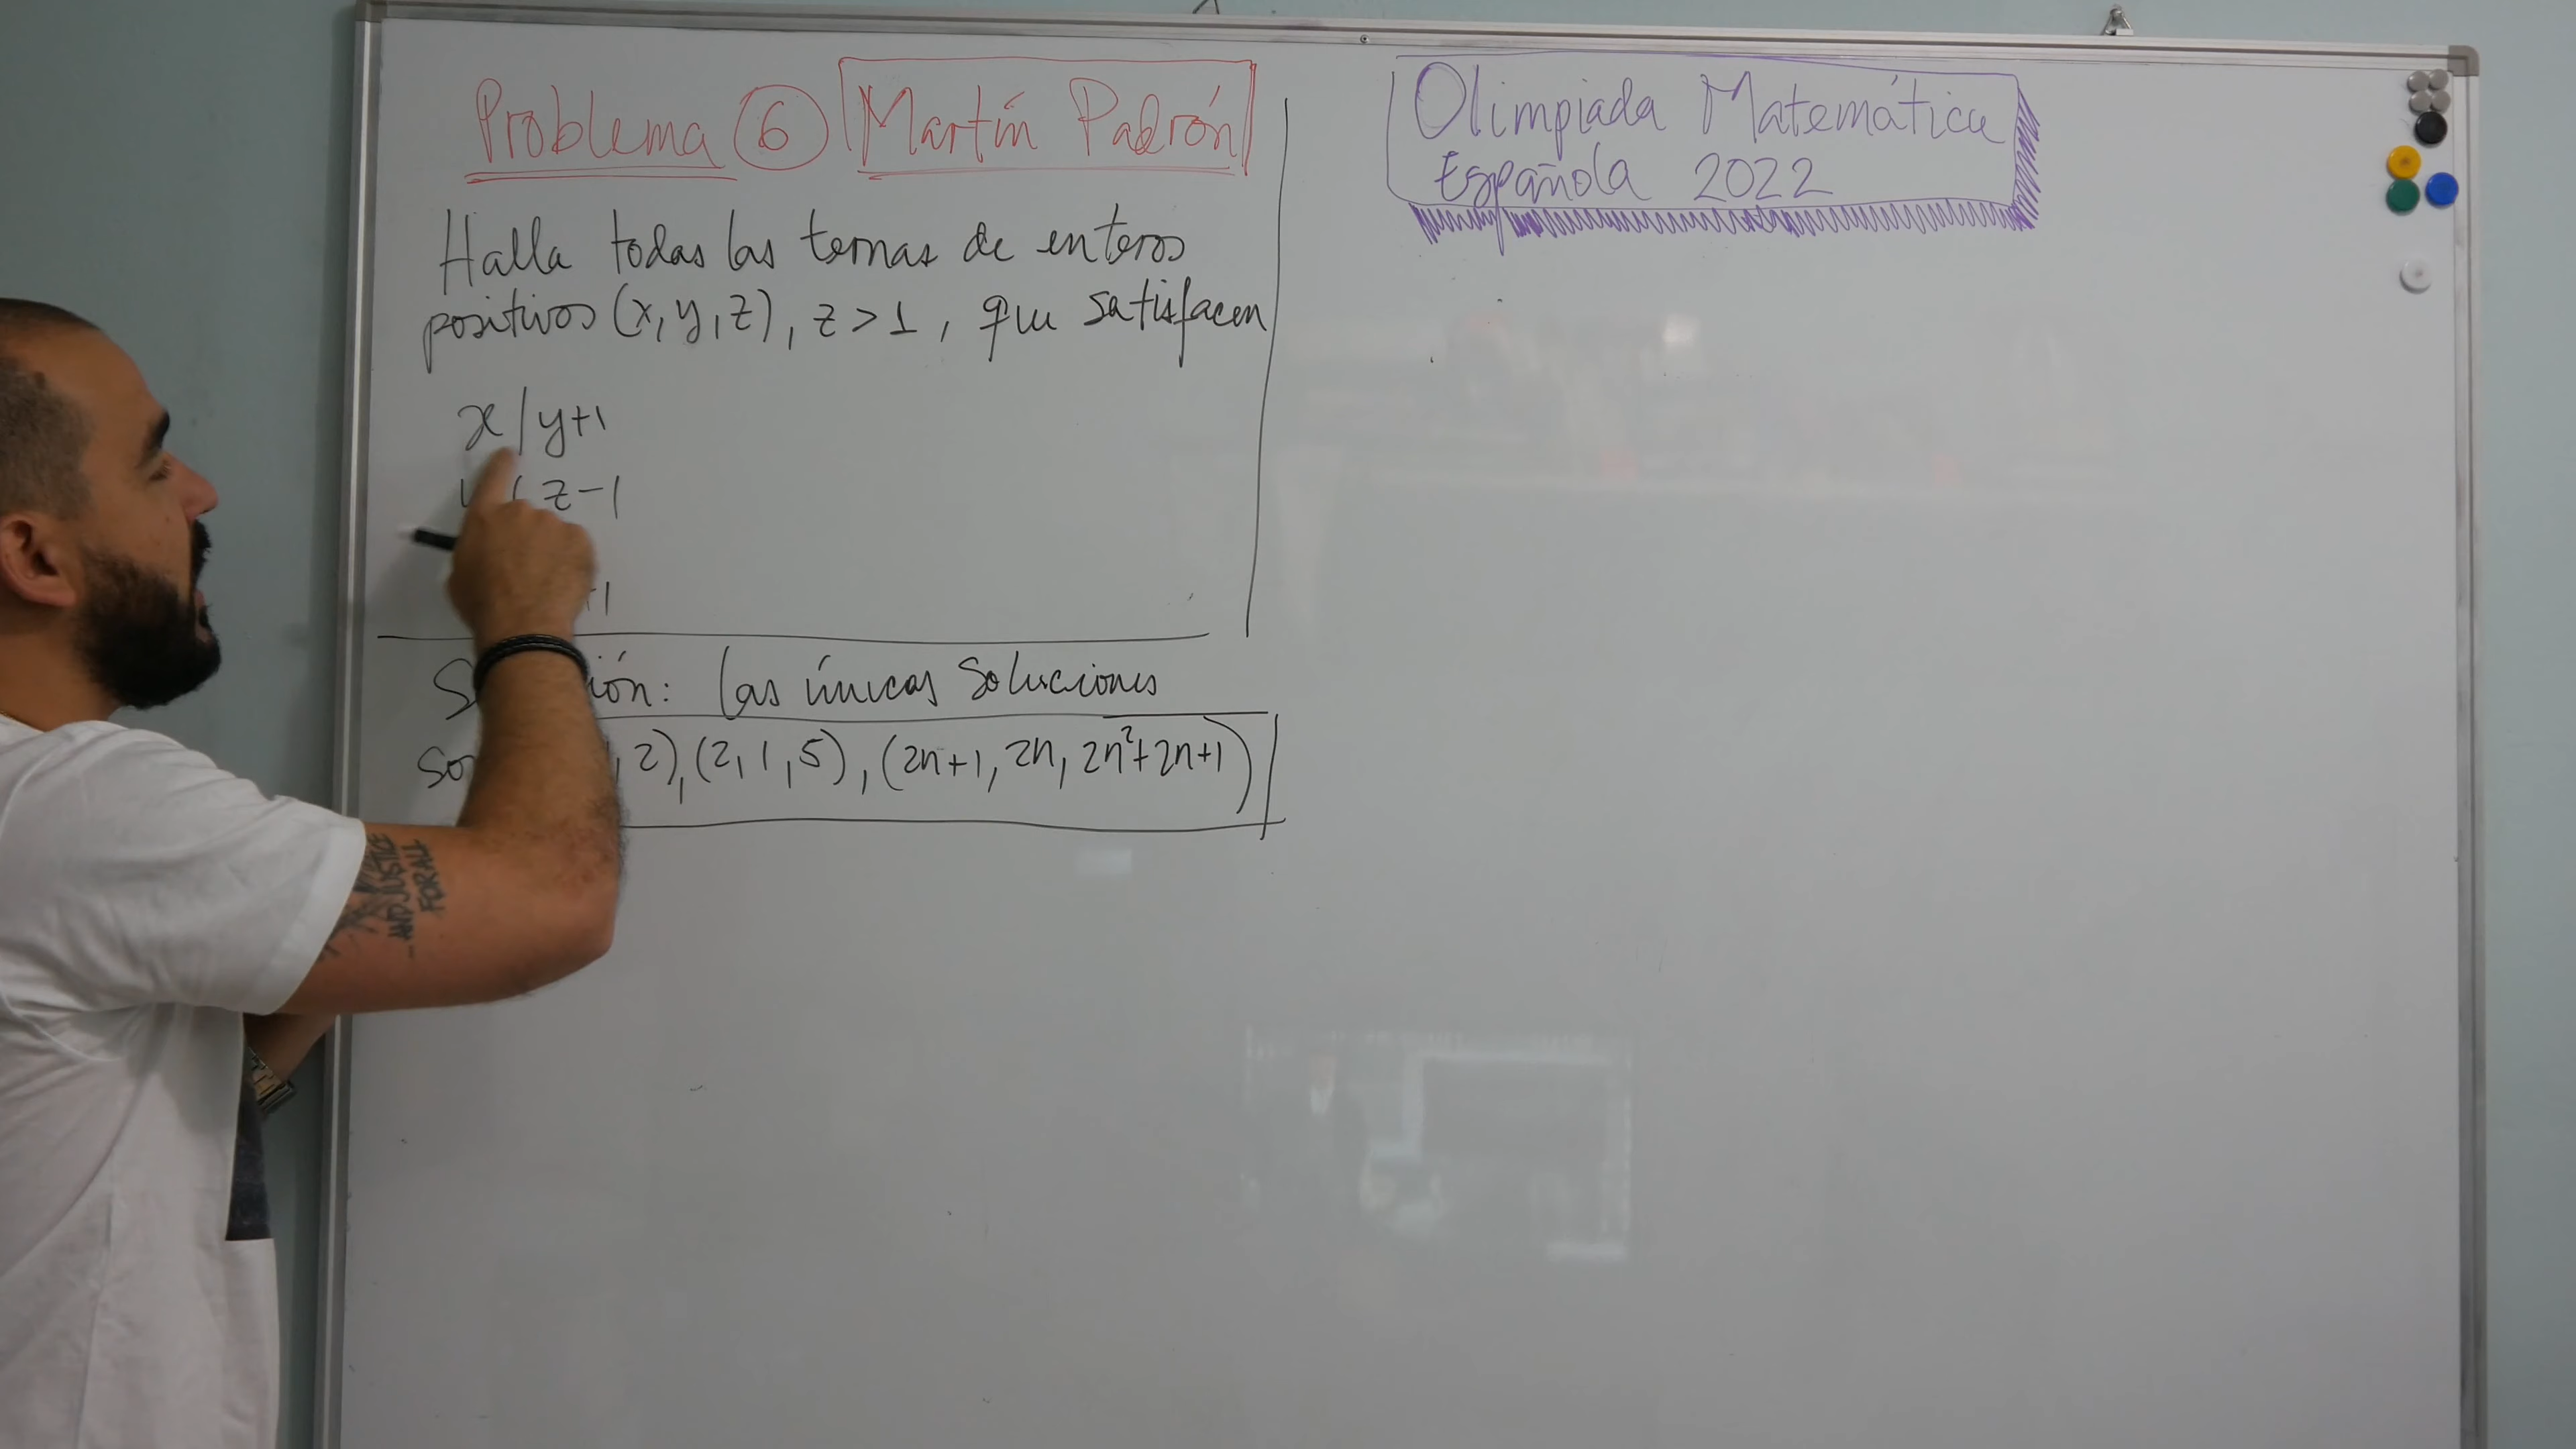 Problema 6 Martín Padrón
Halla todas las ternas de enteros
positivos (x, y, z), z > 1, que satisfacen
x | y+1
z-1
+1
las únicas soluciones
, 2), (2, 1, 5), (2n+1, 2n, 2n²+2n+1)
Olimpiada Matemática
Española 2022
AND JUSTICE
FOR ALL